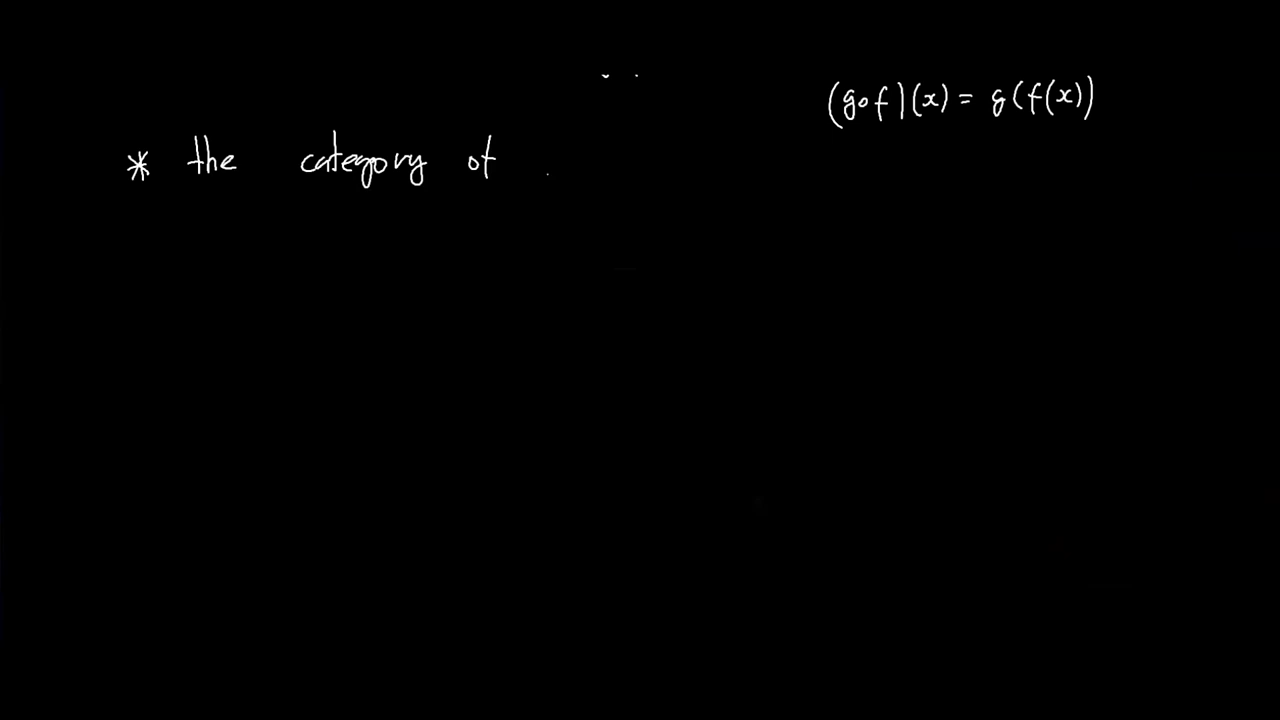 (g∘f)(x) = g(f(x))
* the category of